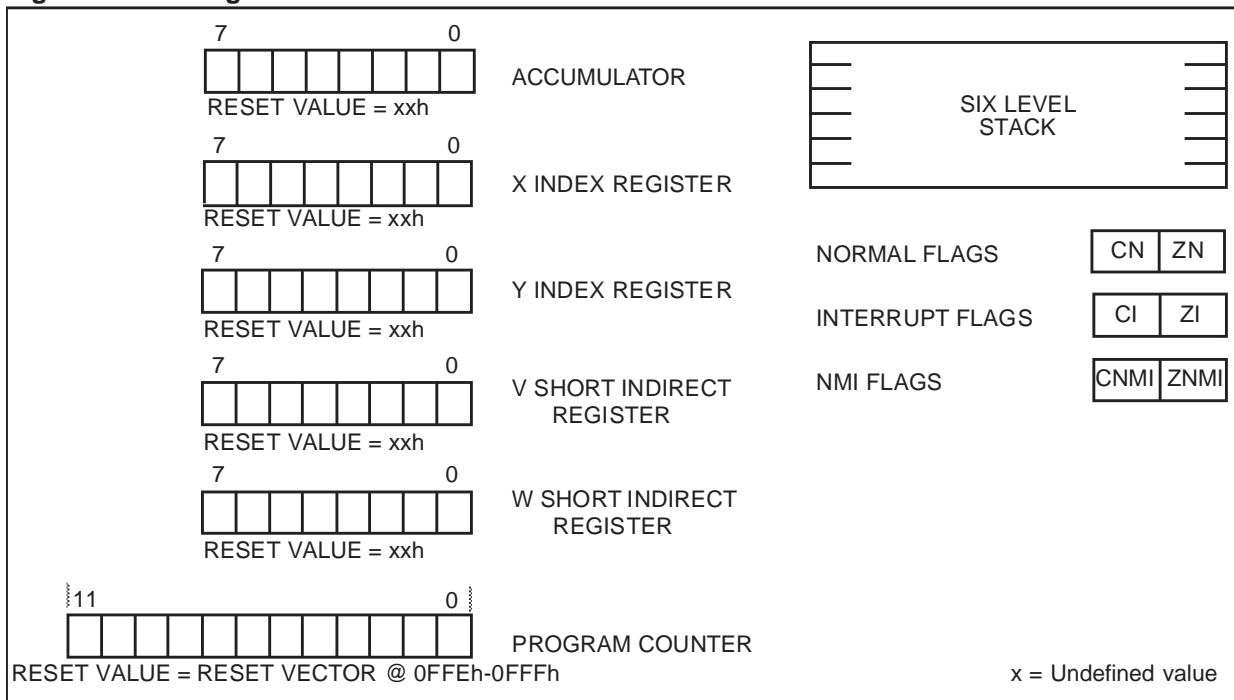 7 0
ACCUMULATOR
RESET VALUE = xxh
7 0
X INDEX REGISTER
RESET VALUE = xxh
7 0
Y INDEX REGISTER
RESET VALUE = xxh
7 0
V SHORT INDIRECT
REGISTER
RESET VALUE = xxh
7 0
W SHORT INDIRECT
REGISTER
RESET VALUE = xxh
11 0
PROGRAM COUNTER
RESET VALUE = RESET VECTOR @ 0FFEh-0FFFh
SIX LEVEL
STACK
NORMAL FLAGS CN ZN
INTERRUPT FLAGS CI ZI
NMI FLAGS CNMI ZNMI
x = Undefined value